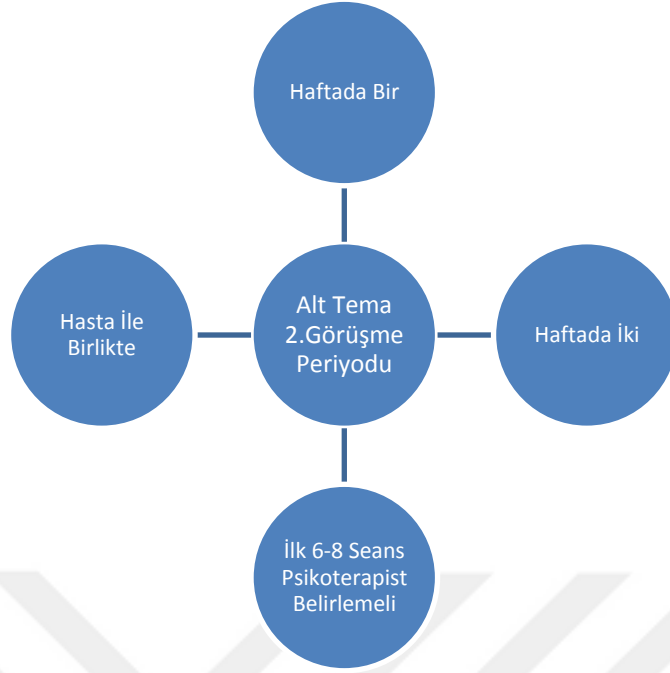 Haftada Bir
Hasta İle
Birlikte
Alt Tema
2.Görüşme
Periyodu
Haftada İki
İlk 6-8 Seans
Psikoterapist
Belirlemeli